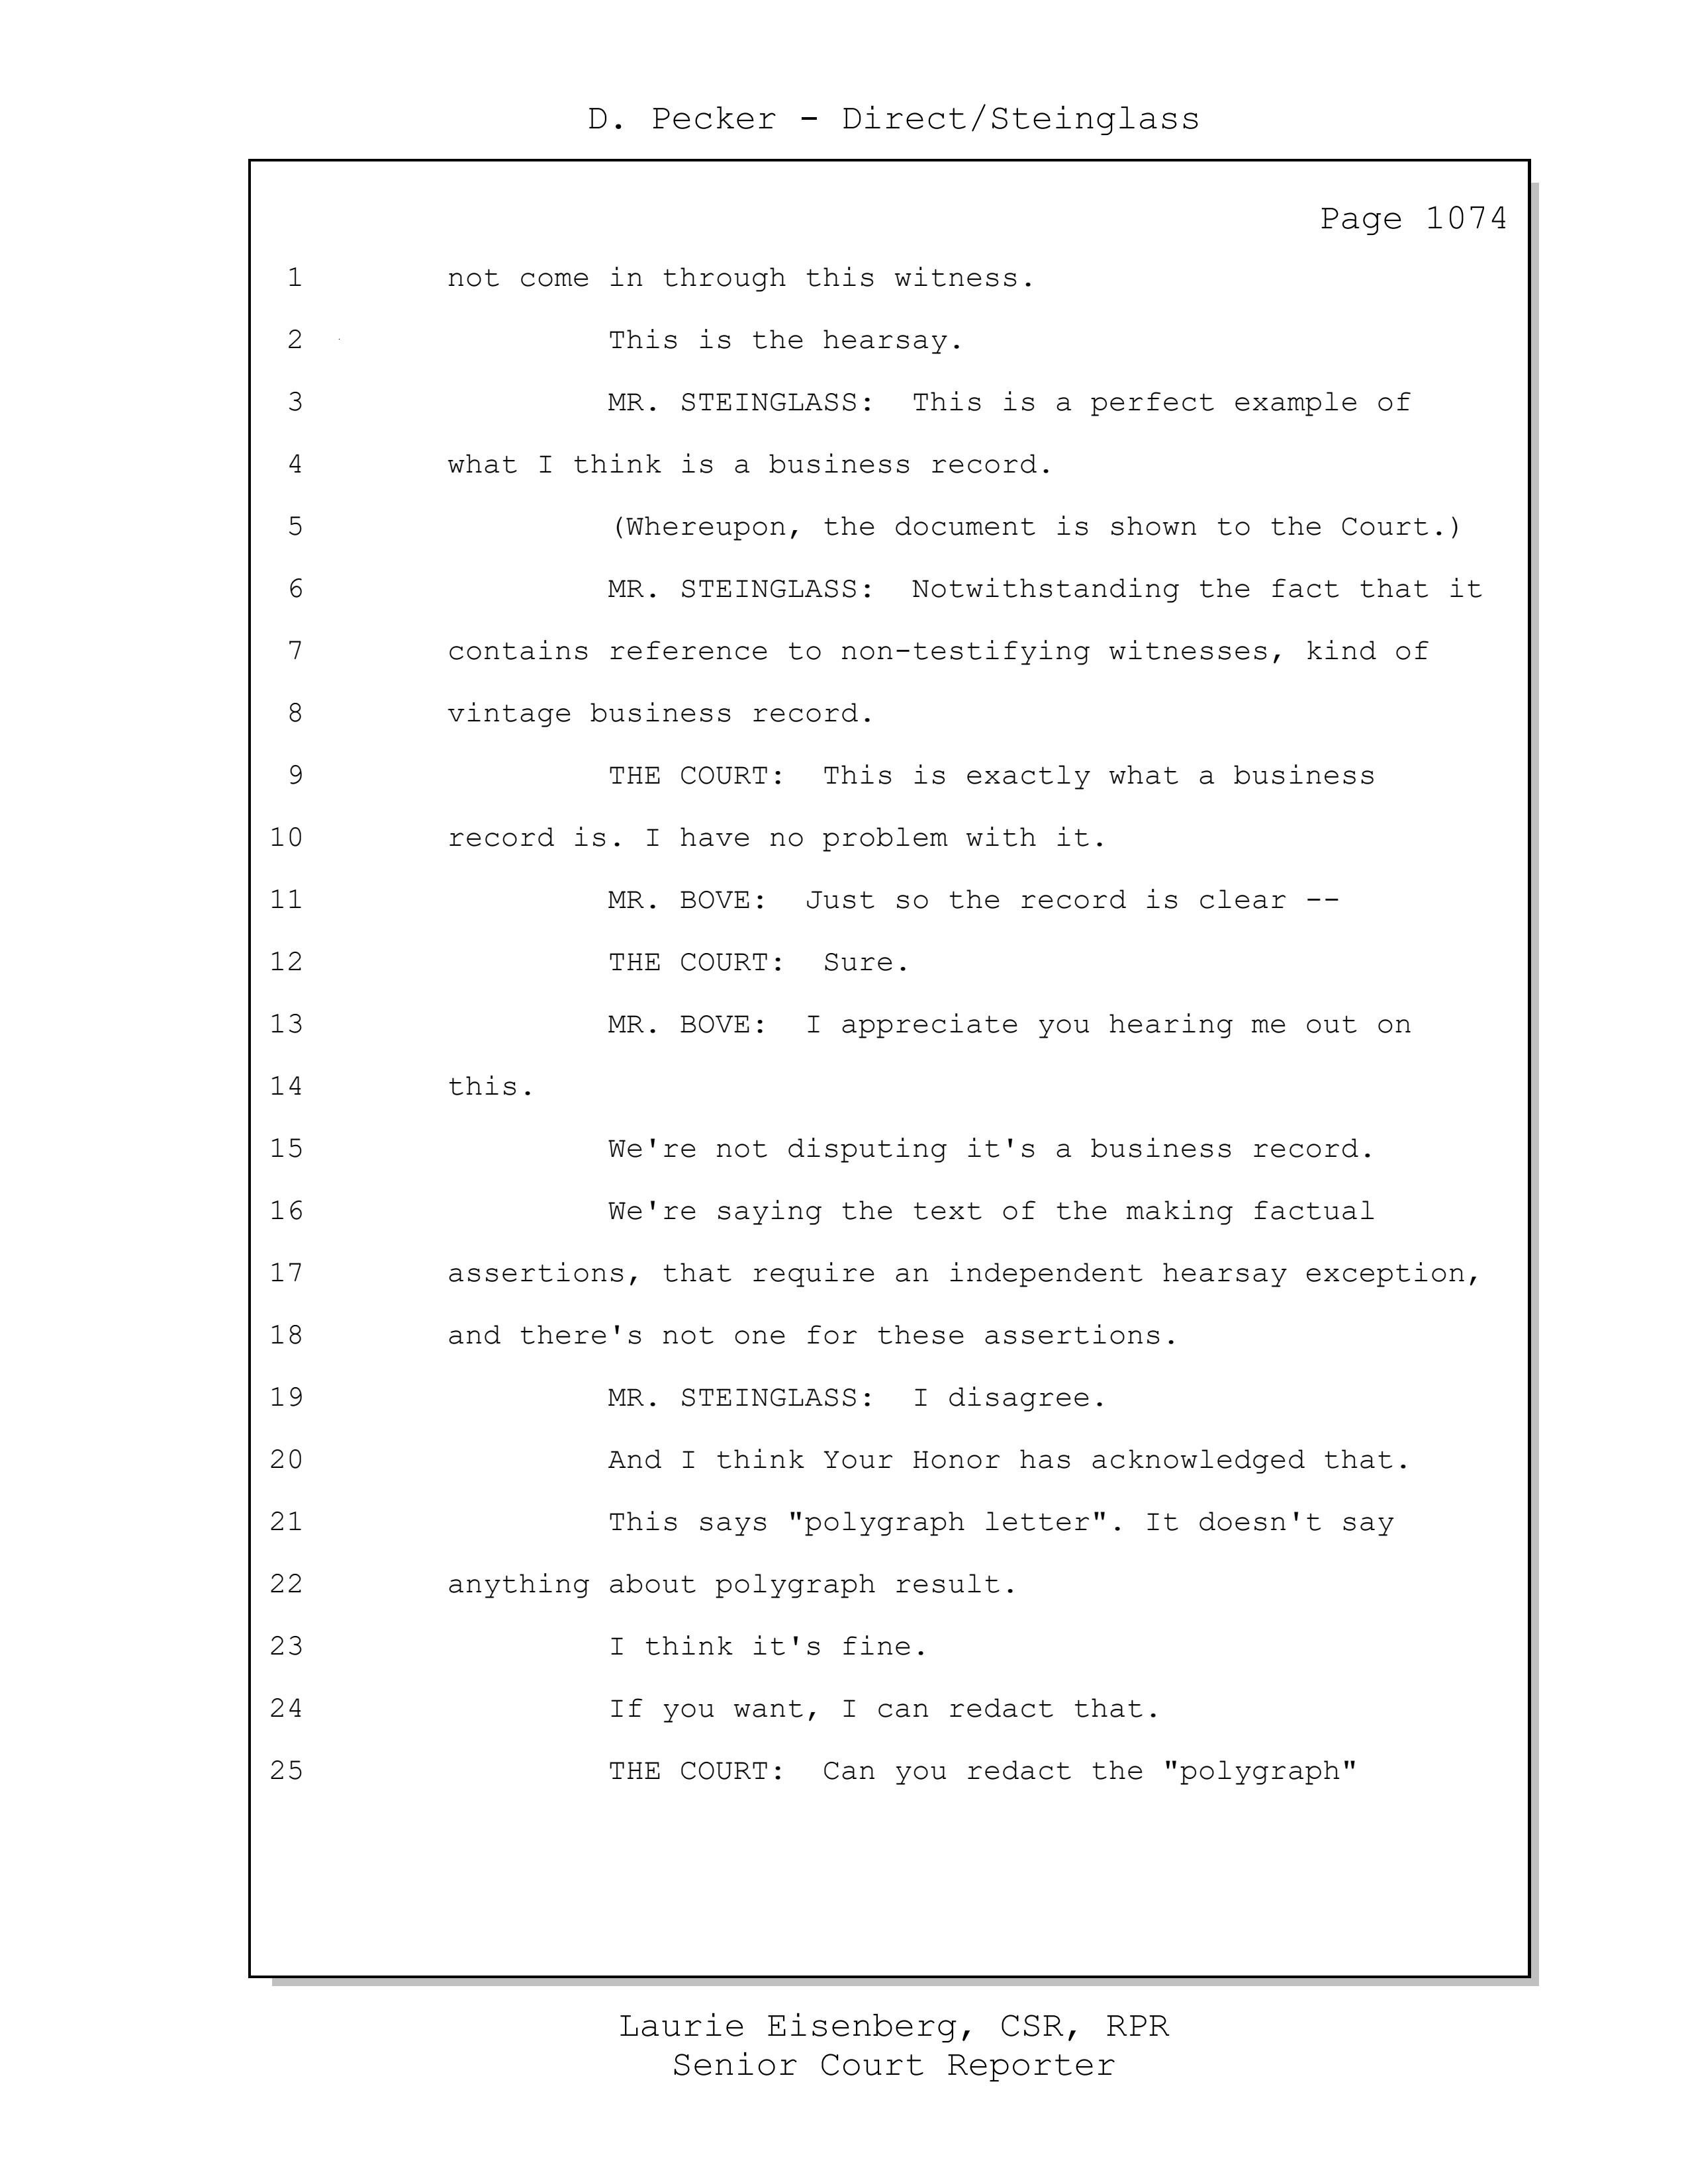 D. Pecker - Direct/Steinglass
Page 1074
1 not come in through this witness.
2 This is the hearsay.
3 MR. STEINGLASS: This is a perfect example of
4 what I think is a business record.
5 (Whereupon, the document is shown to the Court.)
6 MR. STEINGLASS: Notwithstanding the fact that it
7 contains reference to non-testifying witnesses, kind of
8 vintage business record.
9 THE COURT: This is exactly what a business
10 record is. I have no problem with it.
11 MR. BOVE: Just so the record is clear --
12 THE COURT: Sure.
13 MR. BOVE: I appreciate you hearing me out on
14 this.
15 We're not disputing it's a business record.
16 We're saying the text of the making factual
17 assertions, that require an independent hearsay exception,
18 and there's not one for these assertions.
19 MR. STEINGLASS: I disagree.
20 And I think Your Honor has acknowledged that.
21 This says "polygraph letter". It doesn't say
22 anything about polygraph result.
23 I think it's fine.
24 If you want, I can redact that.
25 THE COURT: Can you redact the "polygraph"
Laurie Eisenberg, CSR, RPR
Senior Court Reporter